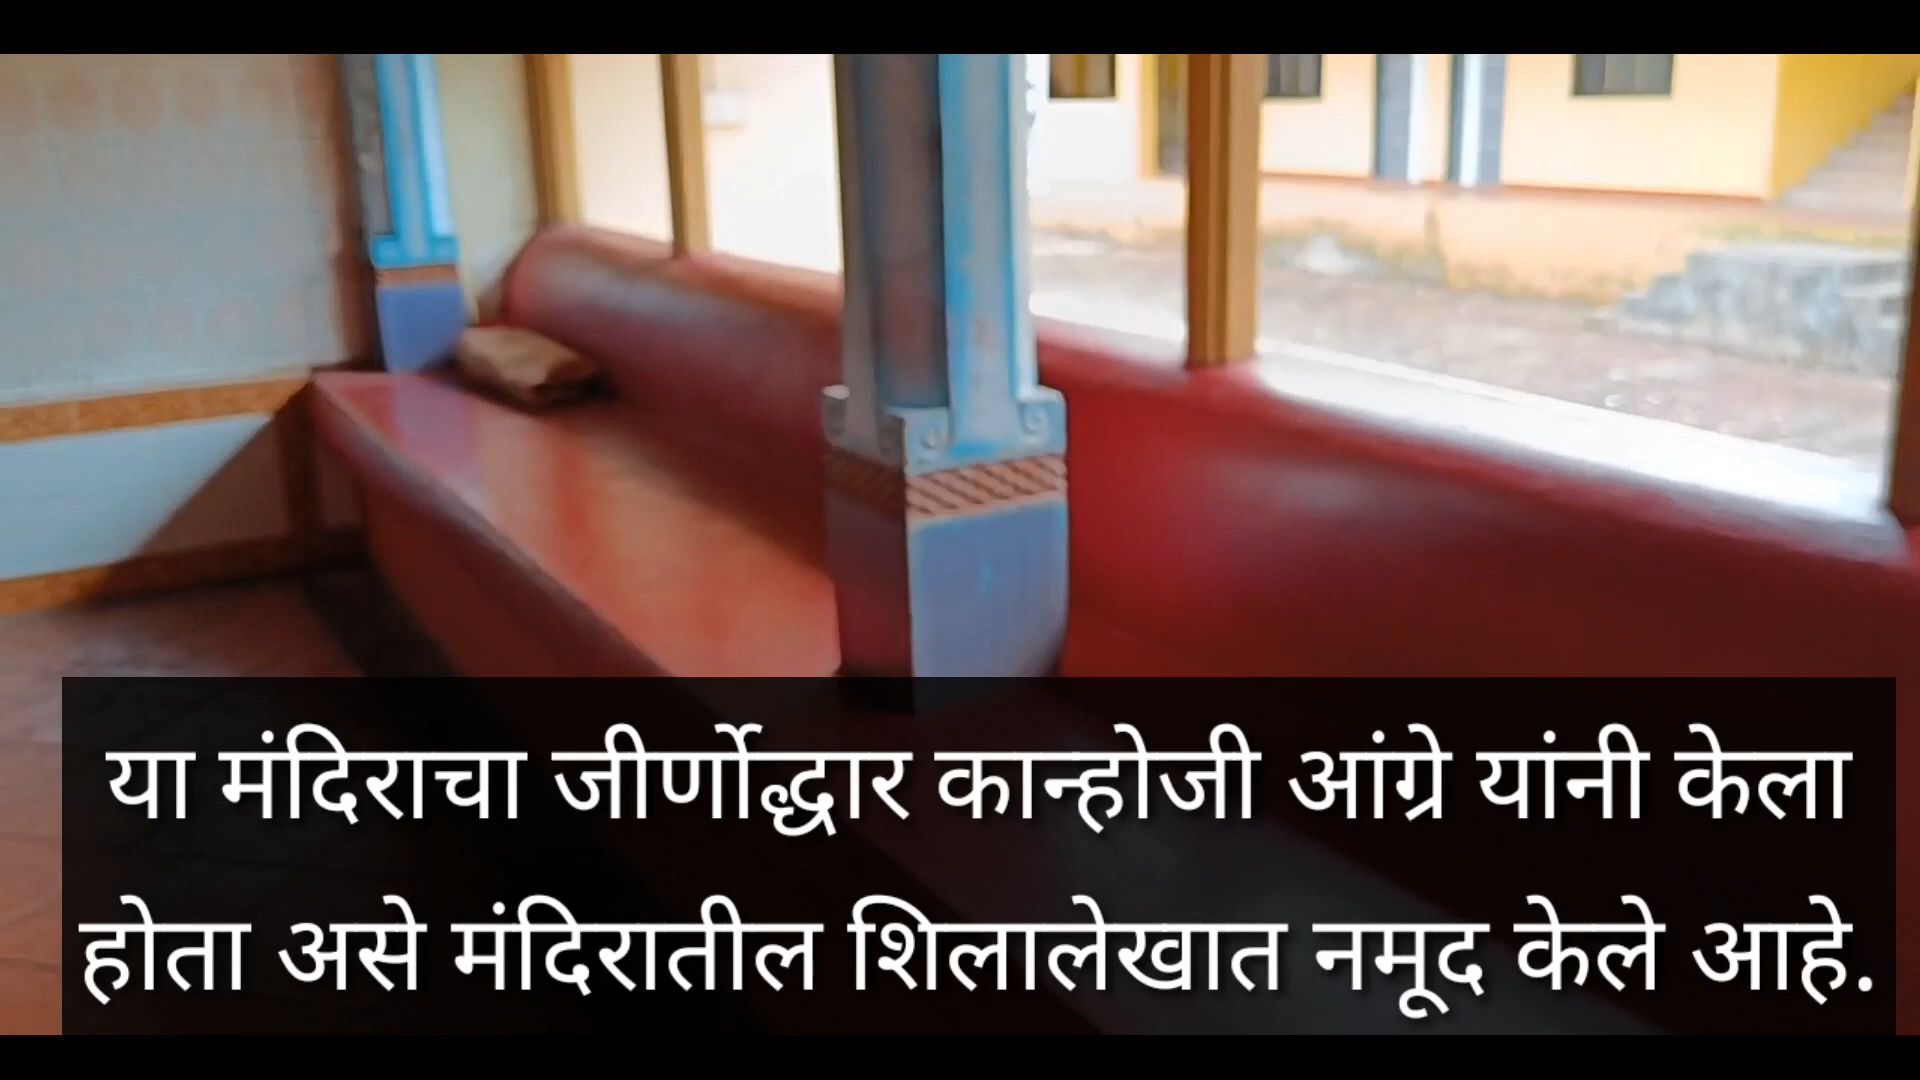 या मंदिराचा जीर्णोद्धार कान्होजी आंग्रे यांनी केला
होता असे मंदिरातील शिलालेखात नमूद केले आहे.